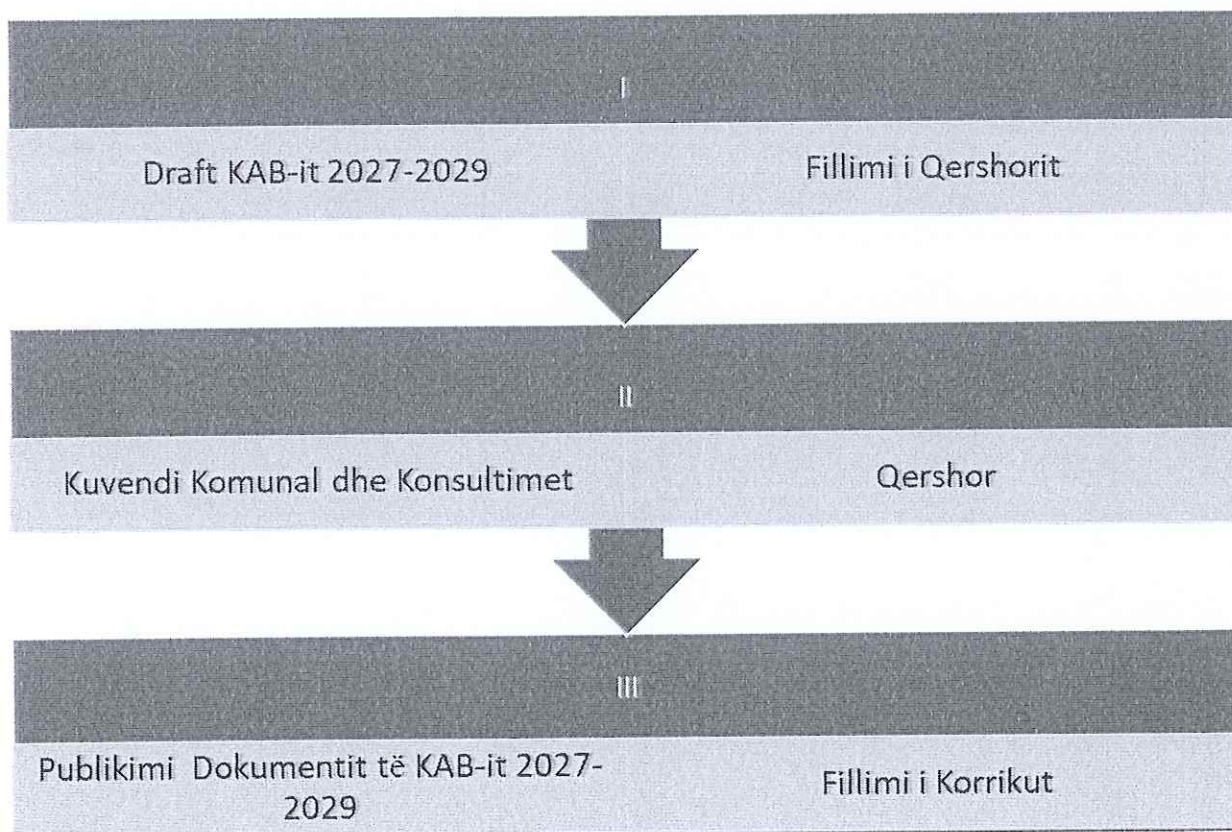 I
Draft KAB-it 2027-2029
Fillimi i Qershorit
II
Kuvendi Komunal dhe Konsultimet
Qershor
III
Publikimi Dokumentit të KAB-it 2027-
2029
Fillimi i Korrikut